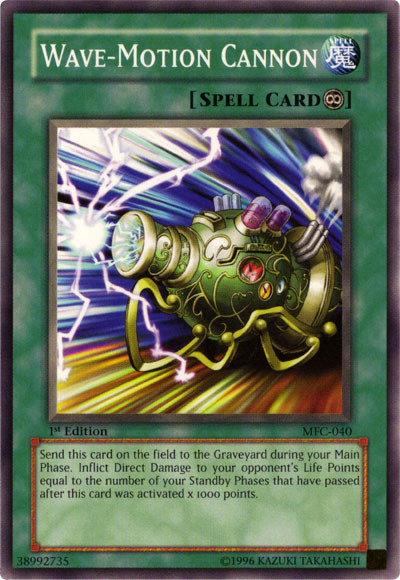 WAVE-MOTION CANNON
SPELL
魔
[SPELL CARD∞]
1st Edition
MFC-040
Send this card on the field to the Graveyard during your Main
Phase. Inflict Direct Damage to your opponent's Life Points
equal to the number of your Standby Phases that have passed
after this card was activated x 1000 points.
38992735
©1996 KAZUKI TAKAHASHI